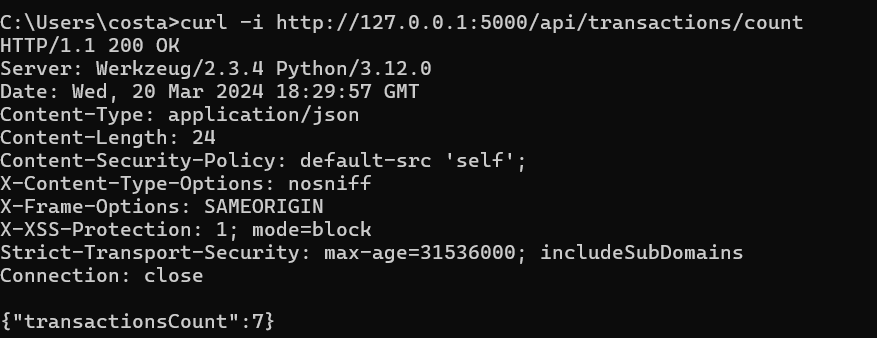 C:\Users\costa>curl -i http://127.0.0.1:5000/api/transactions/count
HTTP/1.1 200 OK
Server: Werkzeug/2.3.4 Python/3.12.0
Date: Wed, 20 Mar 2024 18:29:57 GMT
Content-Type: application/json
Content-Length: 24
Content-Security-Policy: default-src 'self';
X-Content-Type-Options: nosniff
X-Frame-Options: SAMEORIGIN
X-XSS-Protection: 1; mode=block
Strict-Transport-Security: max-age=31536000; includeSubDomains
Connection: close
{"transactionsCount":7}